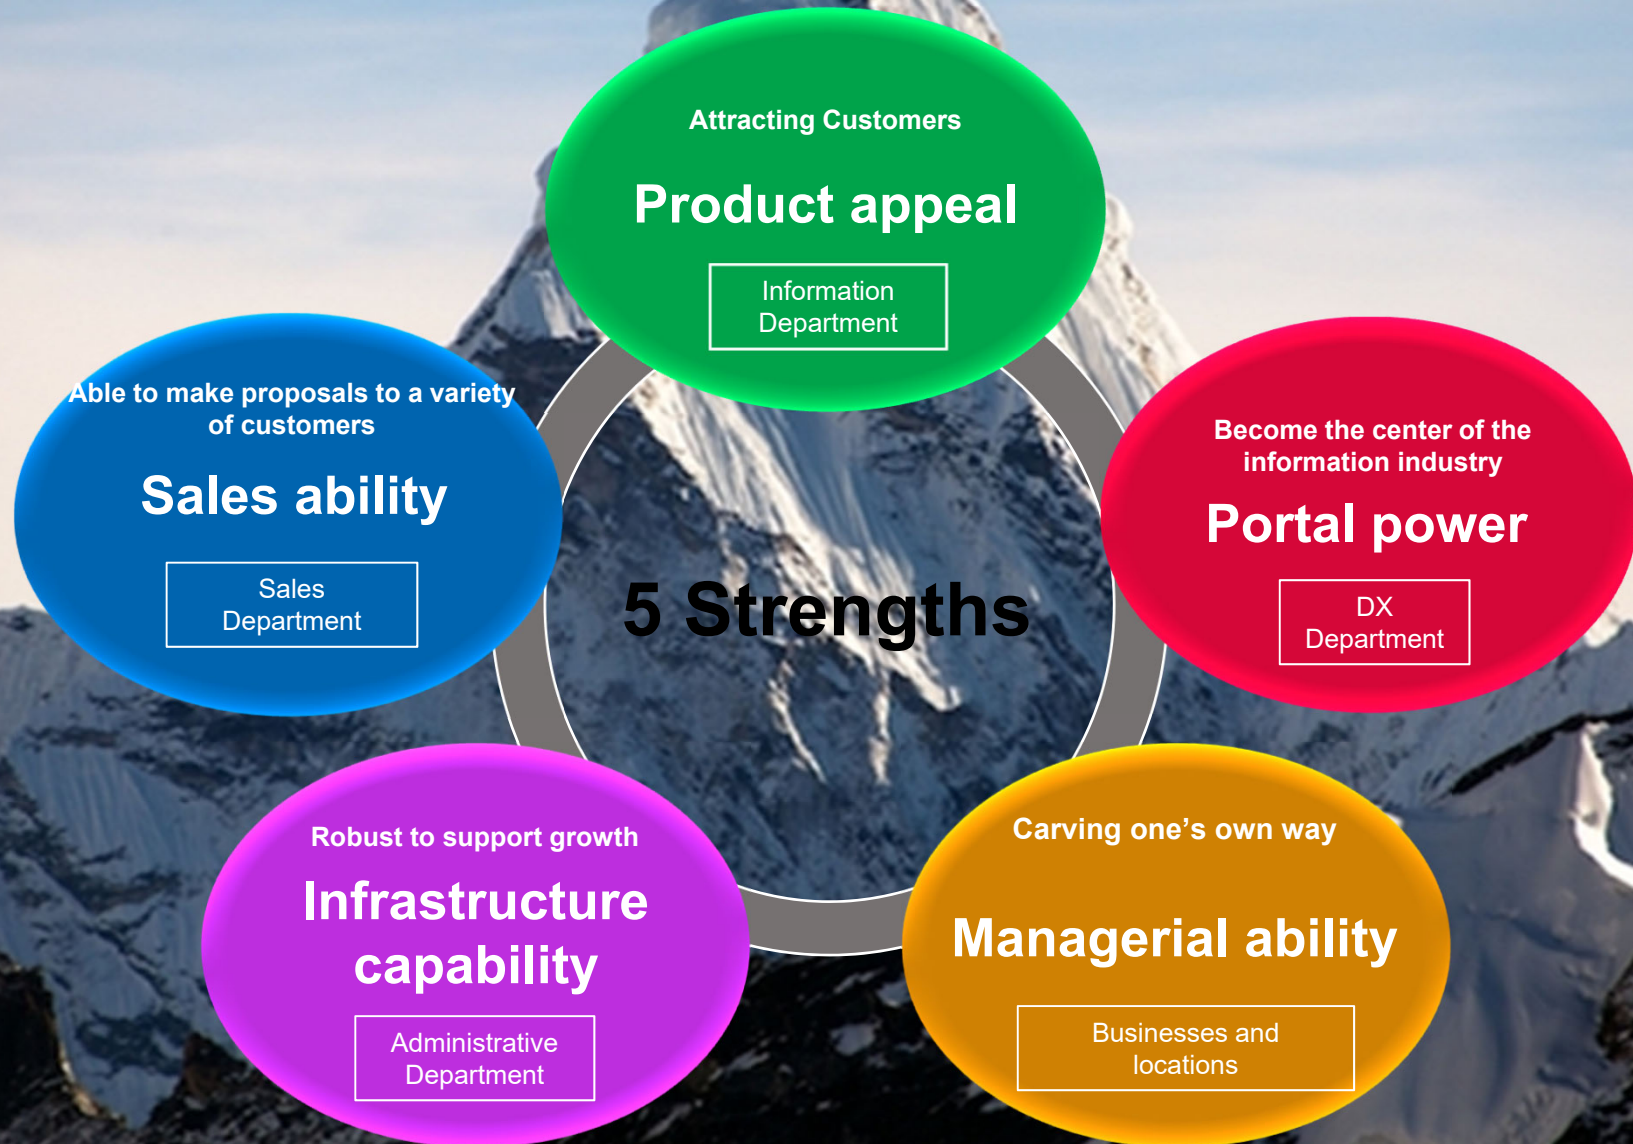 Attracting Customers
Product appeal
Information
Department
Able to make proposals to a variety
of customers
Sales ability
Sales
Department
Become the center of the
information industry
Portal power
DX
Department
5 Strengths
Robust to support growth
Infrastructure
capability
Administrative
Department
Carving one’s own way
Managerial ability
Businesses and
locations